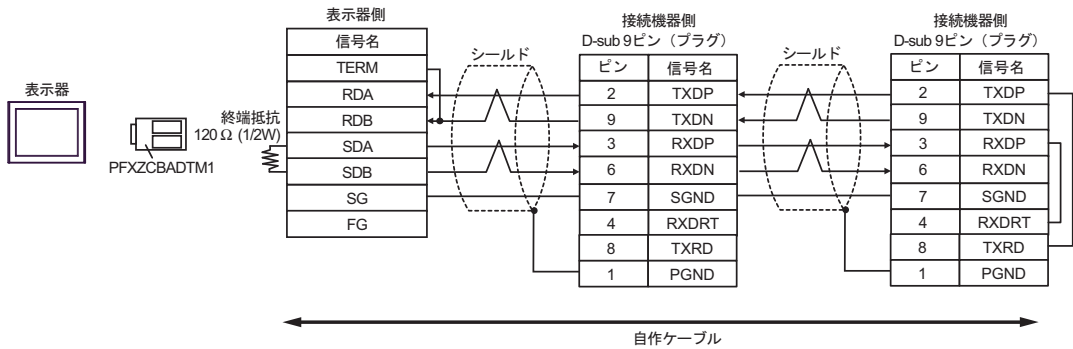 表示器
PFXZCBADTM1
終端抵抗
120 Ω (1/2W)
表示器側
信号名
TERM
RDA
RDB
SDA
SDB
SG
FG
シールド
接続機器側
D-sub 9ピン（プラグ）
ピン 信号名
2 TXDP
9 TXDN
3 RXDP
6 RXDN
7 SGND
4 RXDRT
8 TXRD
1 PGND
シールド
接続機器側
D-sub 9ピン（プラグ）
ピン 信号名
2 TXDP
9 TXDN
3 RXDP
6 RXDN
7 SGND
4 RXDRT
8 TXRD
1 PGND
自作ケーブル